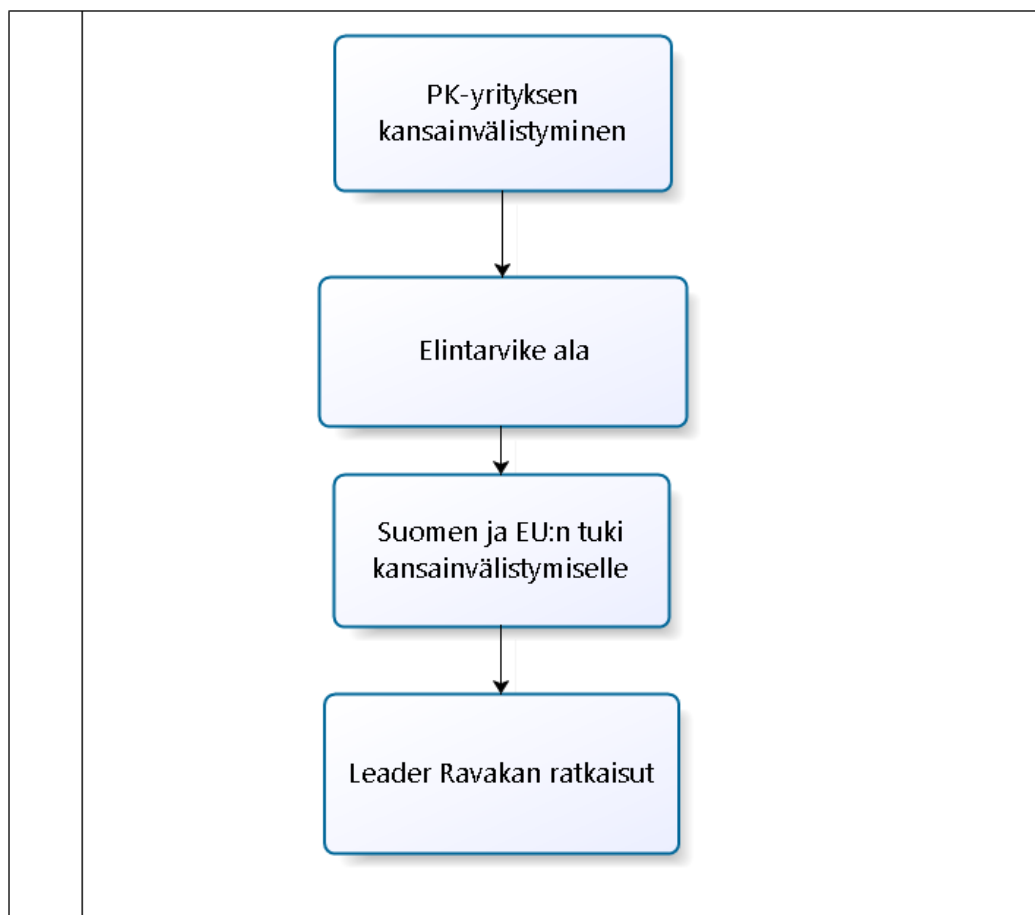 PK-yrityksen
kansainvälistyminen
Elintarvike ala
Suomen ja EU:n tuki
kansainvälistymiselle
Leader Ravakan ratkaisut